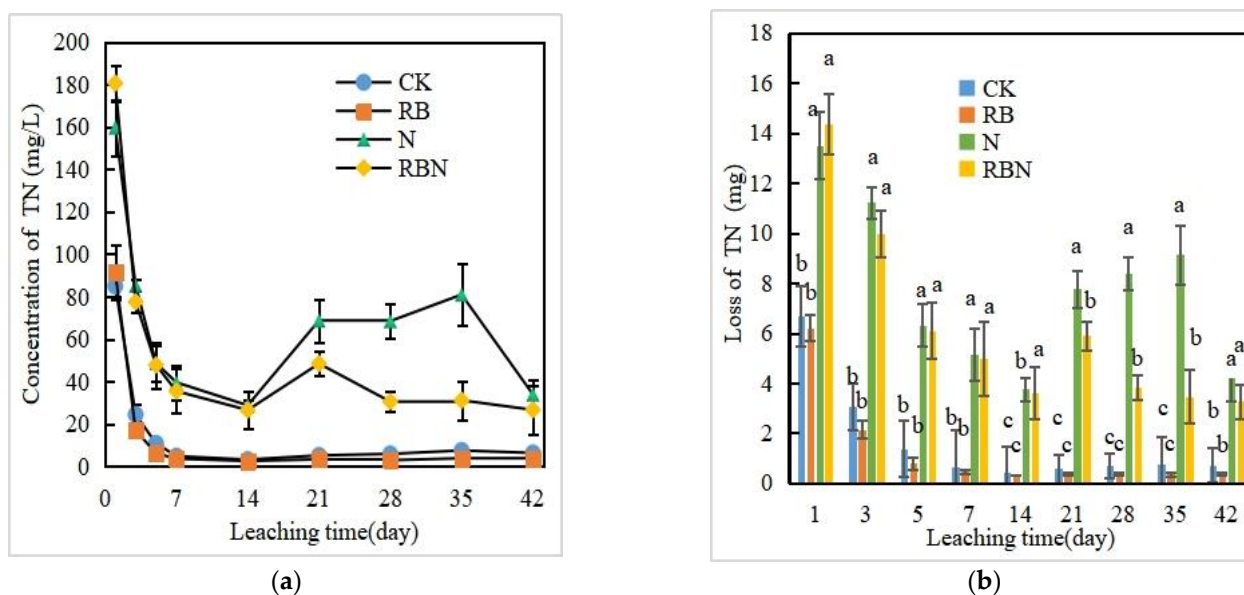 200
180
160
140
120
100
80
60
40
20
0
Concentration of TN (mg/L)
CK
RB
N
RBN
0 7 14 21 28 35 42
Leaching time(day)
(a)
18
16
14
12
10
8
6
4
2
0
Loss of TN (mg)
CK
RB
N
RBN
b b a a
b b a a
b b a a
b b a a
c c b a
c c a b
c c a b
c c a b
b b a a
1 3 5 7 14 21 28 35 42
Leaching time(day)
(b)